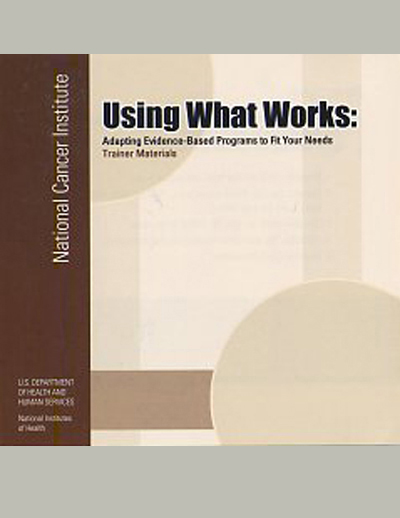 National Cancer Institute
Using What Works:
Adapting Evidence-Based Programs to Fit Your Needs
Trainer Materials
U.S. DEPARTMENT
OF HEALTH AND
HUMAN SERVICES
National Institutes
of Health